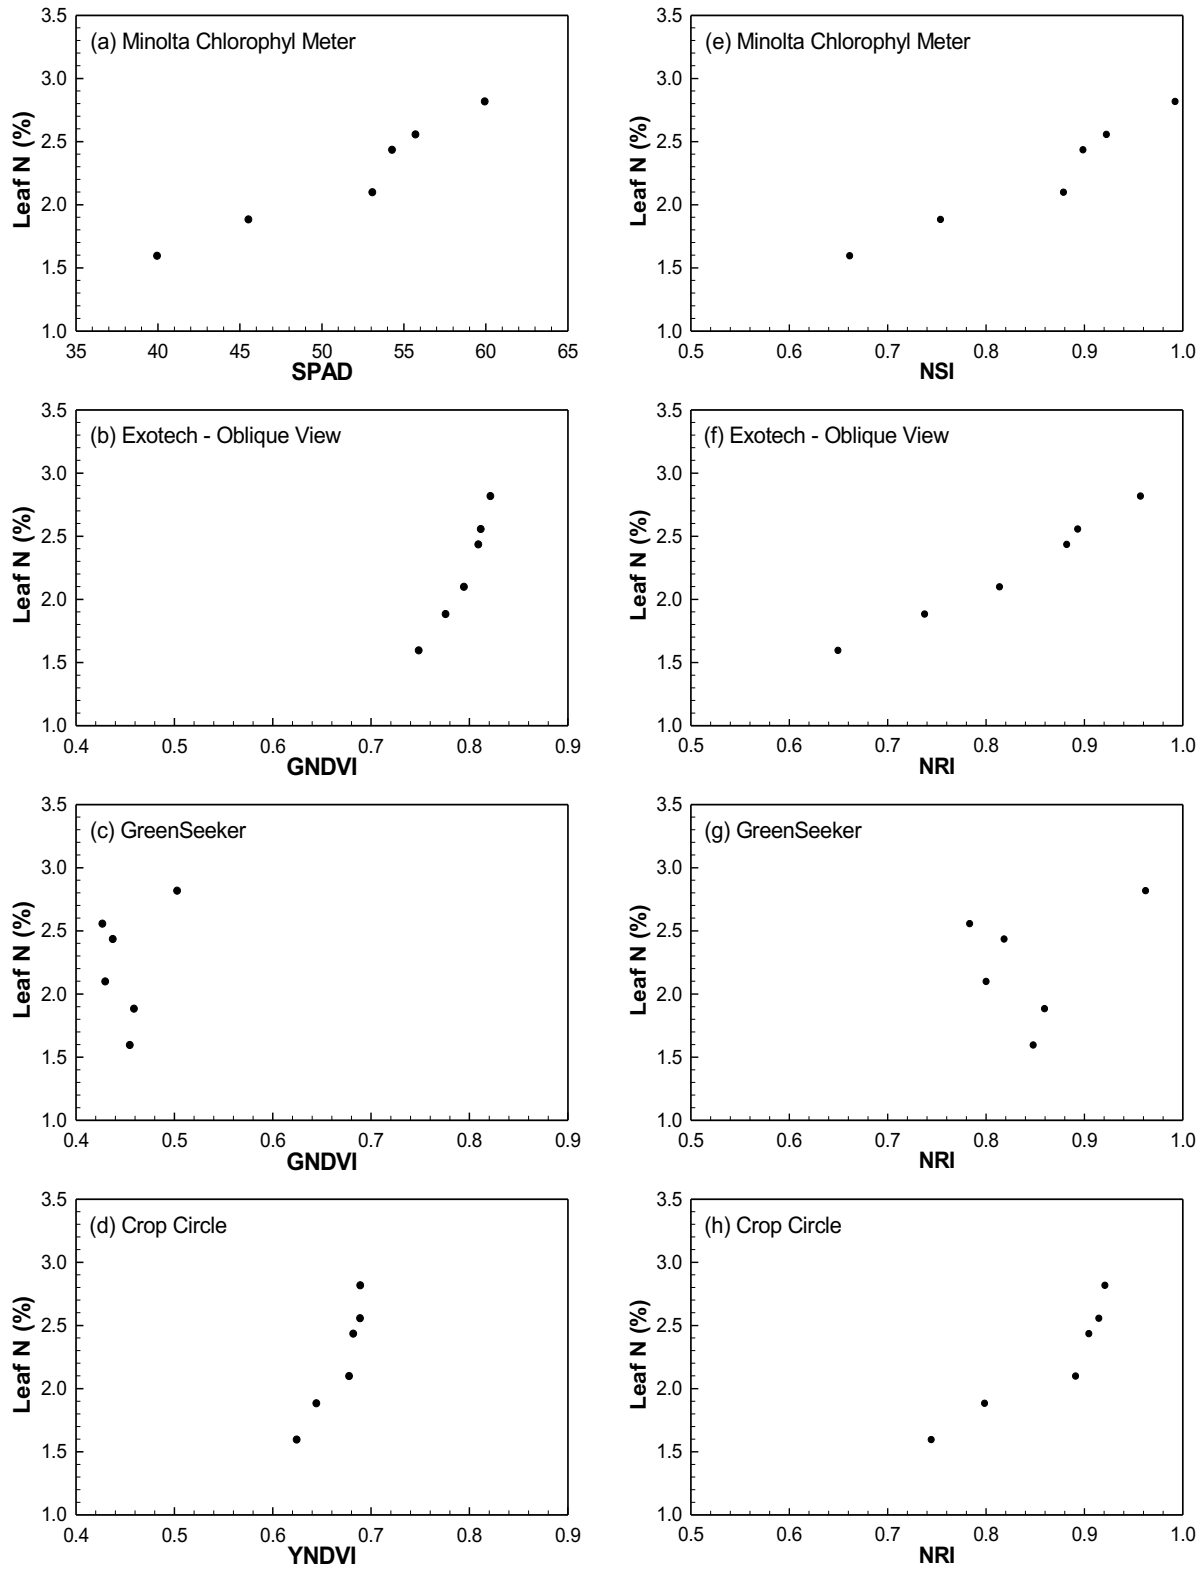 (a) Minolta Chlorophyl Meter
3.5
3.0
2.5
2.0
1.5
1.0
Leaf N (%)
35 40 45 50 55 60 65
SPAD
(e) Minolta Chlorophyl Meter
3.5
3.0
2.5
2.0
1.5
1.0
Leaf N (%)
0.5 0.6 0.7 0.8 0.9 1.0
NSI
(b) Exotech - Oblique View
3.5
3.0
2.5
2.0
1.5
1.0
Leaf N (%)
0.4 0.5 0.6 0.7 0.8 0.9
GNDVI
(f) Exotech - Oblique View
3.5
3.0
2.5
2.0
1.5
1.0
Leaf N (%)
0.5 0.6 0.7 0.8 0.9 1.0
NRI
(c) GreenSeeker
3.5
3.0
2.5
2.0
1.5
1.0
Leaf N (%)
0.4 0.5 0.6 0.7 0.8 0.9
GNDVI
(g) GreenSeeker
3.5
3.0
2.5
2.0
1.5
1.0
Leaf N (%)
0.5 0.6 0.7 0.8 0.9 1.0
NRI
(d) Crop Circle
3.5
3.0
2.5
2.0
1.5
1.0
Leaf N (%)
0.4 0.5 0.6 0.7 0.8 0.9
YNDVI
(h) Crop Circle
3.5
3.0
2.5
2.0
1.5
1.0
Leaf N (%)
0.5 0.6 0.7 0.8 0.9 1.0
NRI